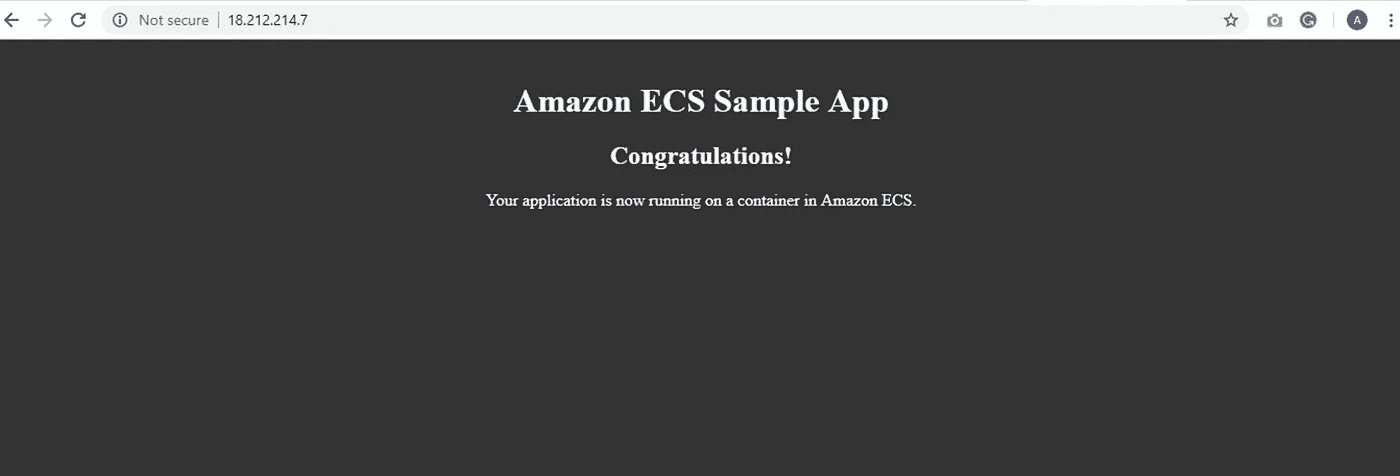 Not secure | 18.212.214.7
A
Amazon ECS Sample App
Congratulations!
Your application is now running on a container in Amazon ECS.